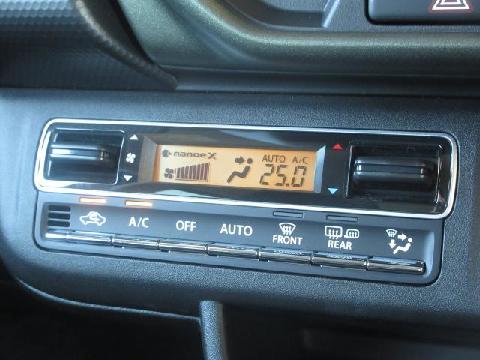 nanoe X
AUTO A/C
25.0
A/C OFF AUTO FRONT REAR